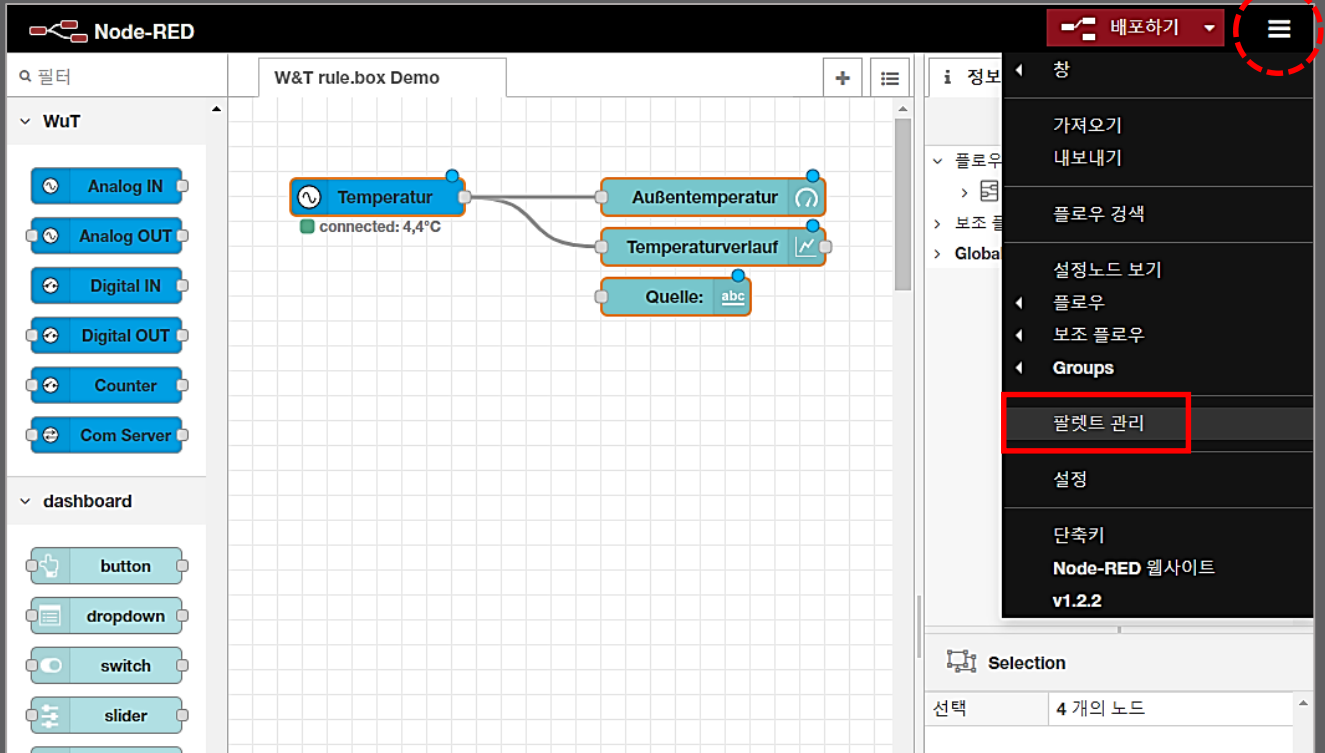 Node-RED
배포하기
필터
W&T rule.box Demo
정보
WuT
Analog IN
Analog OUT
Digital IN
Digital OUT
Counter
Com Server
dashboard
button
dropdown
switch
slider
Temperatur
connected: 4,4°C
Außentemperatur
Temperaturverlauf
Quelle:
abc
플로우
보조 플
Global
창
가져오기
내보내기
플로우 검색
설정노드 보기
플로우
보조 플로우
Groups
팔렛트 관리
설정
단축키
Node-RED 웹사이트
v1.2.2
Selection
선택 4 개의 노드